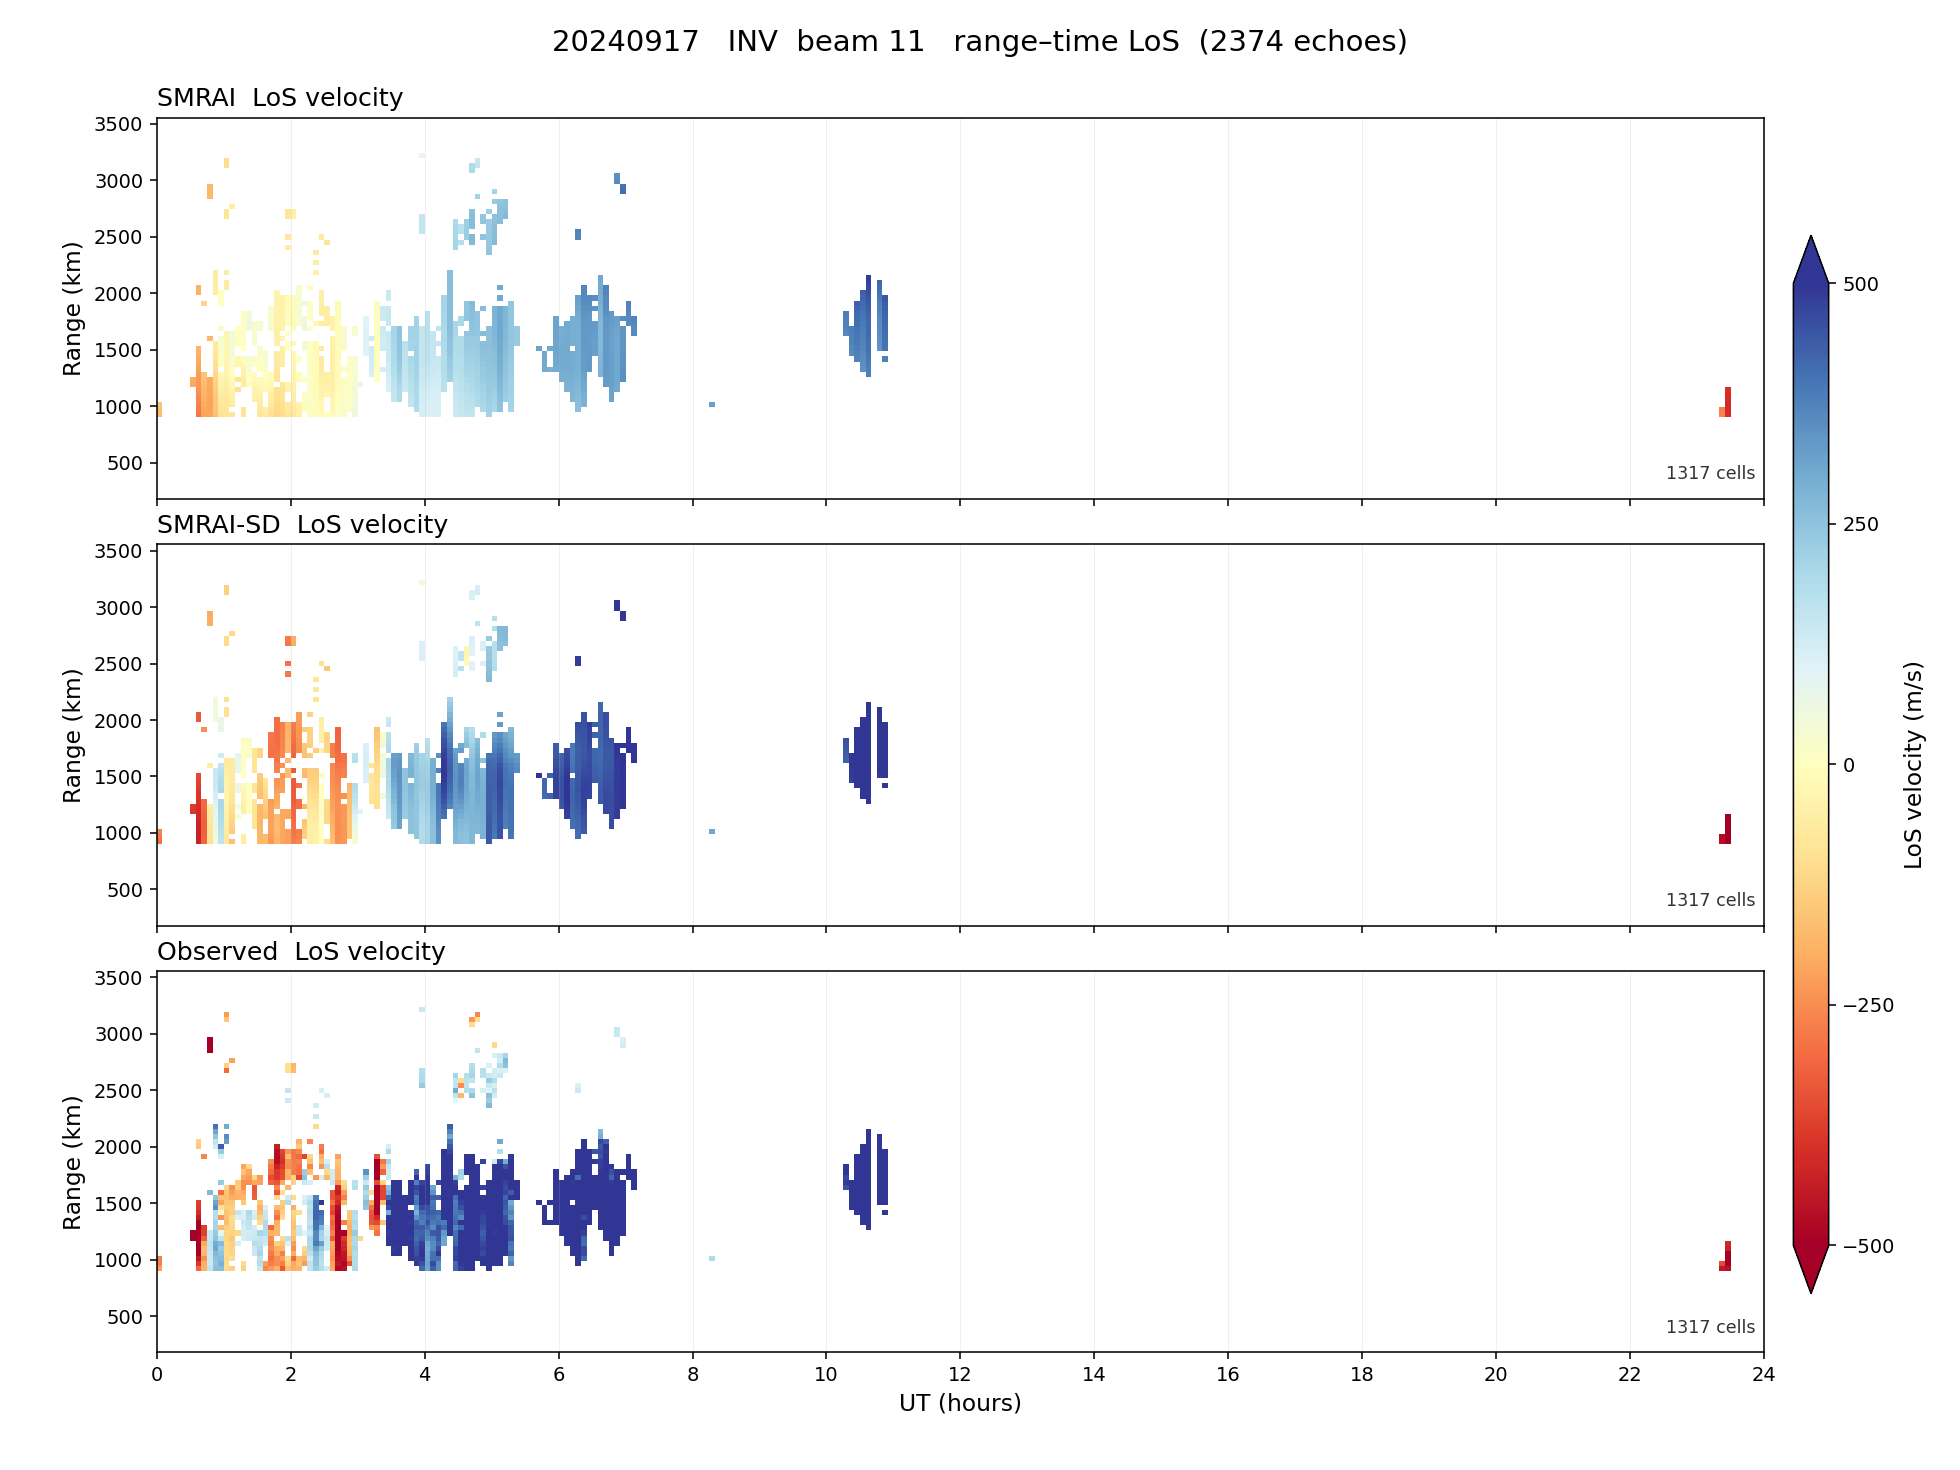 20240917   INV  beam 11   range–time LoS  (2374 echoes)
SMRAI  LoS velocity
3500
3000
2500
2000
1500
1000
500
Range (km)
1317 cells
SMRAI-SD  LoS velocity
3500
3000
2500
2000
1500
1000
500
Range (km)
1317 cells
Observed  LoS velocity
3500
3000
2500
2000
1500
1000
500
Range (km)
1317 cells
0 2 4 6 8 10 12 14 16 18 20 22 24
UT (hours)
500
250
0
−250
−500
LoS velocity (m/s)